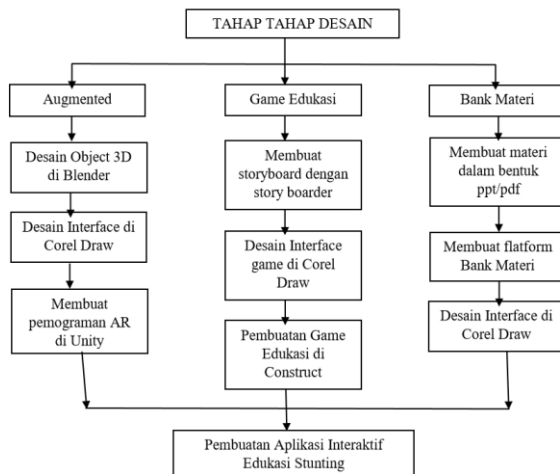 TAHAP TAHAP DESAIN
Augmented
Game Edukasi
Bank Materi
Desain Object 3D
di Blender
Membuat
storyboard dengan
story boarder
Membuat materi
dalam bentuk
ppt/pdf
Desain Interface di
Corel Draw
Desain Interface
game di Corel
Draw
Membuat flatform
Bank Materi
Membuat
pemograman AR
di Unity
Pembuatan Game
Edukasi di
Construct
Desain Interface di
Corel Draw
Pembuatan Aplikasi Interaktif
Edukasi Stunting